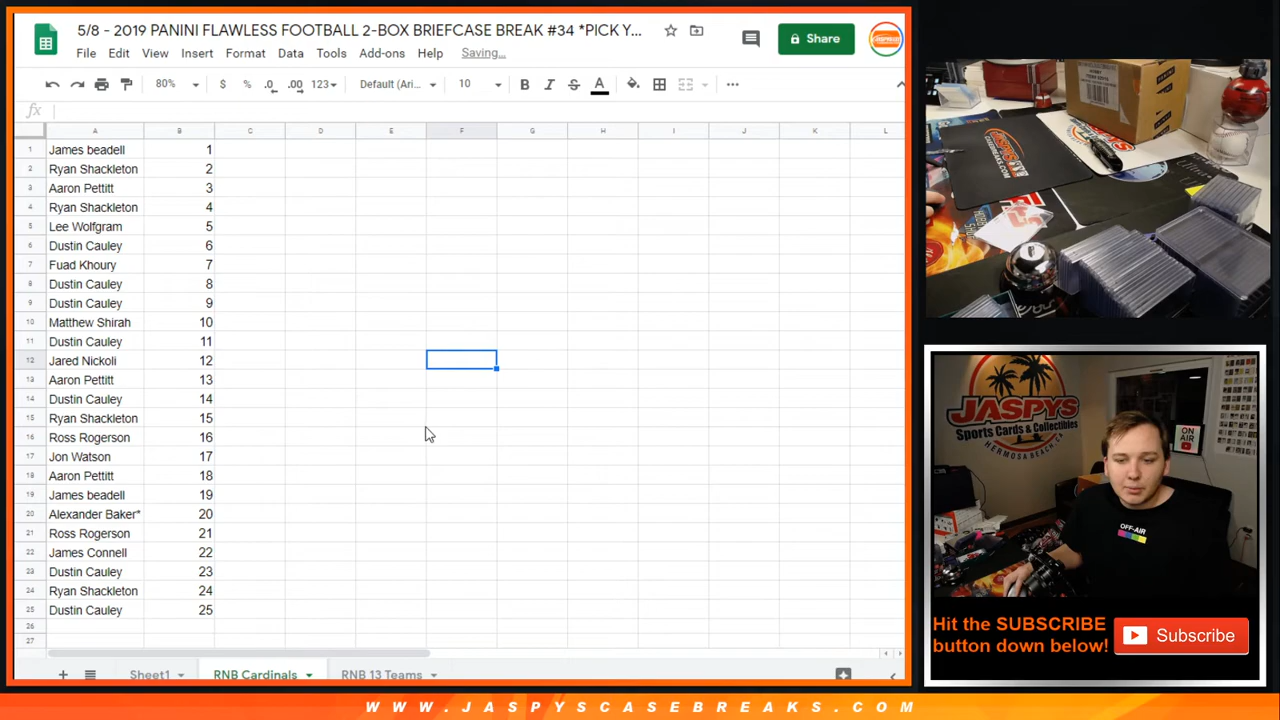 5/8 - 2019 PANINI FLAWLESS FOOTBALL 2-BOX BRIEFCASE BREAK #34 *PICK Y...
File Edit View Insert Format Data Tools Add-ons Help Saving...
Share
80% $ % .0 .00 123 Default (Ari... 10 B I S A
fx
A B C D E F G H I J K L
1 James beadell 1
2 Ryan Shackleton 2
3 Aaron Pettitt 3
4 Ryan Shackleton 4
5 Lee Wolfgram 5
6 Dustin Cauley 6
7 Fuad Khoury 7
8 Dustin Cauley 8
9 Dustin Cauley 9
10 Matthew Shirah 10
11 Dustin Cauley 11
12 Jared Nickoli 12
13 Aaron Pettitt 13
14 Dustin Cauley 14
15 Ryan Shackleton 15
16 Ross Rogerson 16
17 Jon Watson 17
18 Aaron Pettitt 18
19 James beadell 19
20 Alexander Baker* 20
21 Ross Rogerson 21
22 James Connell 22
23 Dustin Cauley 23
24 Ryan Shackleton 24
25 Dustin Cauley 25
26
27
Sheet1 RNB Cardinals RNB 13 Teams
JASPYS
CASEBREAKS.COM
JASPYS
Sports Cards & Collectibles
HERMOSA BEACH, CA
ON AIR
OFF-AIR
Hit the SUBSCRIBE
button down below!
Subscribe
WWW.JASPYSCASEBREAKS.COM